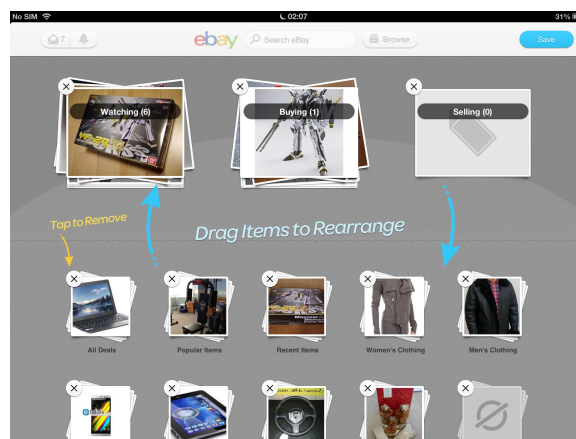 No SIM 02:07 31%
7 ebay Search eBay Browse Save
Watching (6) Buying (1) Selling (0)
Tap to Remove
Drag Items to Rearrange
All Deals Popular Items Recent Items Women's Clothing Men's Clothing